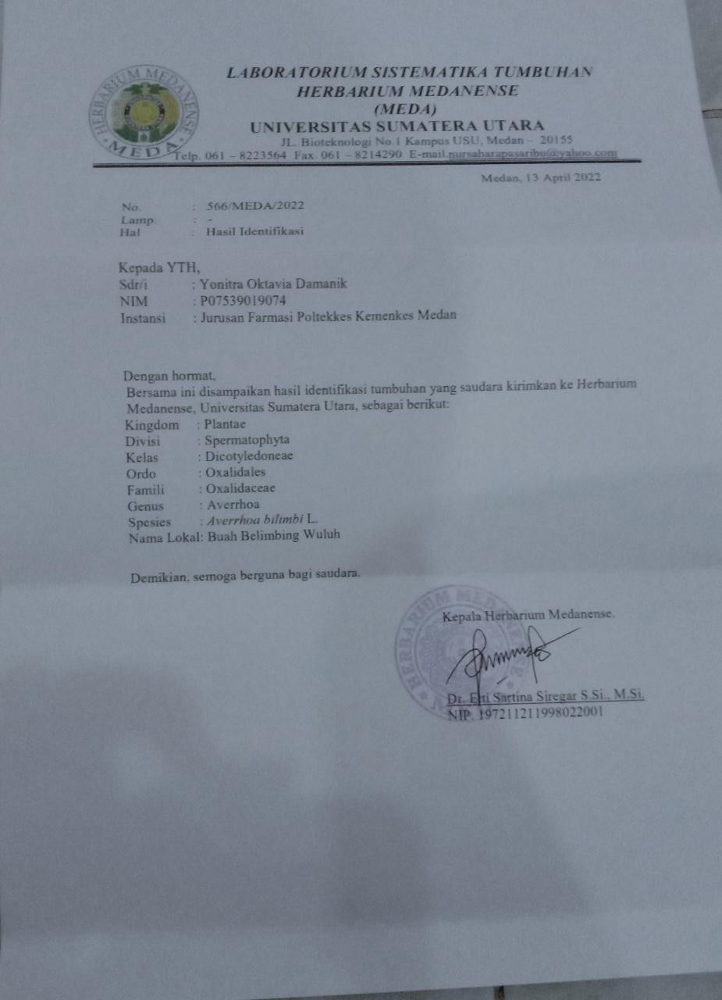 HERBARIUM MEDANENSE
MEDA
LABORATORIUM SISTEMATIKA TUMBUHAN
HERBARIUM MEDANENSE
(MEDA)
UNIVERSITAS SUMATERA UTARA
JL. Bioteknologi No.1 Kampus USU, Medan – 20155
Telp. 061 – 8223564 Fax. 061 – 8214290 E-mail.nursaharapasaribu@yahoo.com
Medan, 13 April 2022
No. : 566/MEDA/2022
Lamp. : -
Hal : Hasil Identifikasi
Kepada YTH,
Sdr/i : Yonitra Oktavia Damanik
NIM : P07539019074
Instansi : Jurusan Farmasi Poltekkes Kemenkes Medan
Dengan hormat,
Bersama ini disampaikan hasil identifikasi tumbuhan yang saudara kirimkan ke Herbarium
Medanense, Universitas Sumatera Utara, sebagai berikut:
Kingdom : Plantae
Divisi : Spermatophyta
Kelas : Dicotyledoneae
Ordo : Oxalidales
Famili : Oxalidaceae
Genus : Averrhoa
Spesies : Averrhoa bilimbi L.
Nama Lokal: Buah Belimbing Wuluh
Demikian, semoga berguna bagi saudara.
HERBARIUM MEDANENSE
Kepala Herbarium Medanense.
Dr. Etti Sartina Siregar S.Si., M.Si.
NIP. 197211211998022001